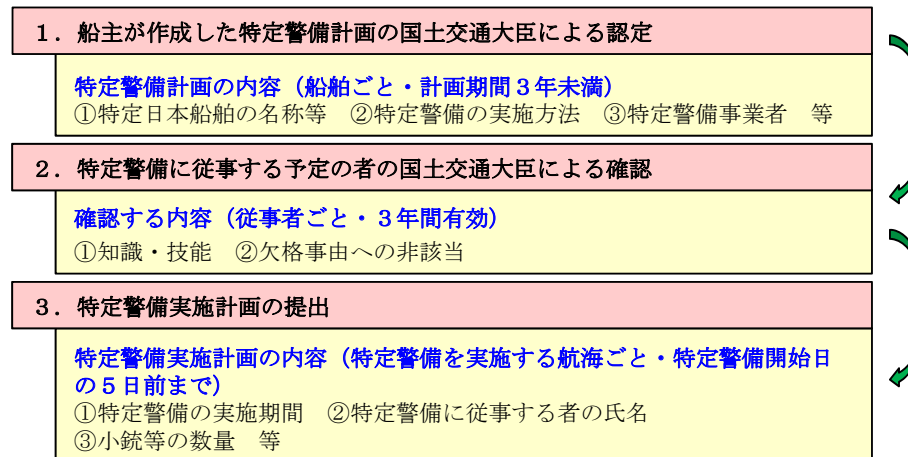 １．船主が作成した特定警備計画の国土交通大臣による認定
特定警備計画の内容（船舶ごと・計画期間３年未満）
①特定日本船舶の名称等　②特定警備の実施方法　③特定警備事業者　等
２．特定警備に従事する予定の者の国土交通大臣による確認
確認する内容（従事者ごと・３年間有効）
①知識・技能　②欠格事由への非該当
３．特定警備実施計画の提出
特定警備実施計画の内容（特定警備を実施する航海ごと・特定警備開始日
の５日前まで）
①特定警備の実施期間　②特定警備に従事する者の氏名
③小銃等の数量　等